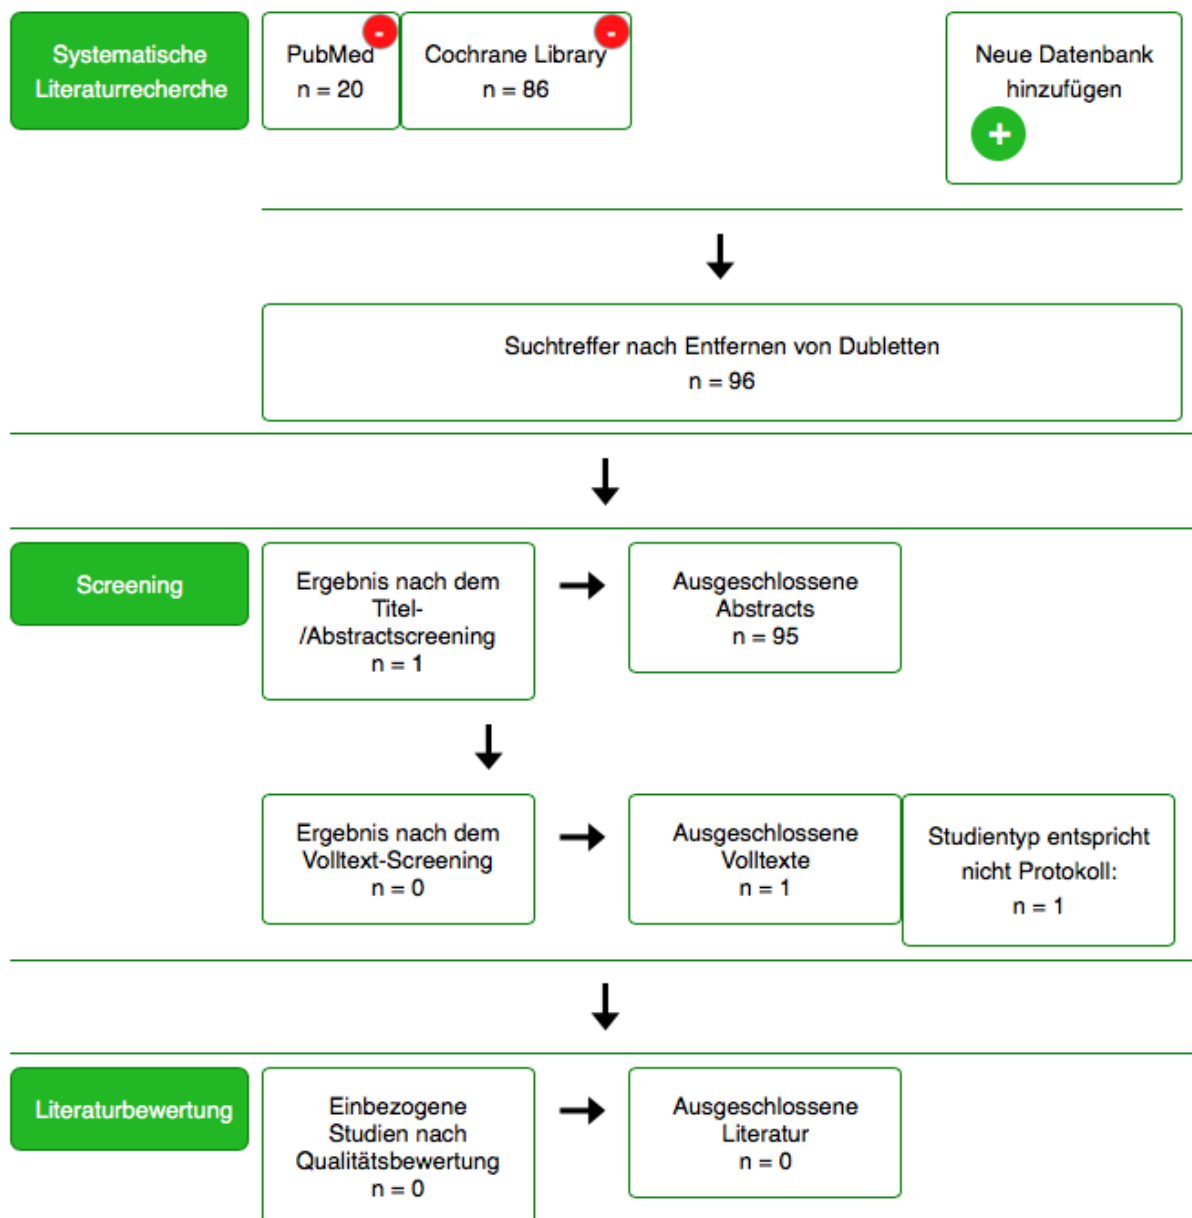 Systematische
Literaturrecherche
PubMed
n = 20
-
Cochrane Library
n = 86
-
Neue Datenbank
hinzufügen
+
Suchtreffer nach Entfernen von Dubletten
n = 96
Screening
Ergebnis nach dem
Titel-
/Abstractscreening
n = 1
Ausgeschlossene
Abstracts
n = 95
Ergebnis nach dem
Volltext-Screening
n = 0
Ausgeschlossene
Volltexte
n = 1
Studientyp entspricht
nicht Protokoll:
n = 1
Literaturbewertung
Einbezogene
Studien nach
Qualitätsbewertung
n = 0
Ausgeschlossene
Literatur
n = 0